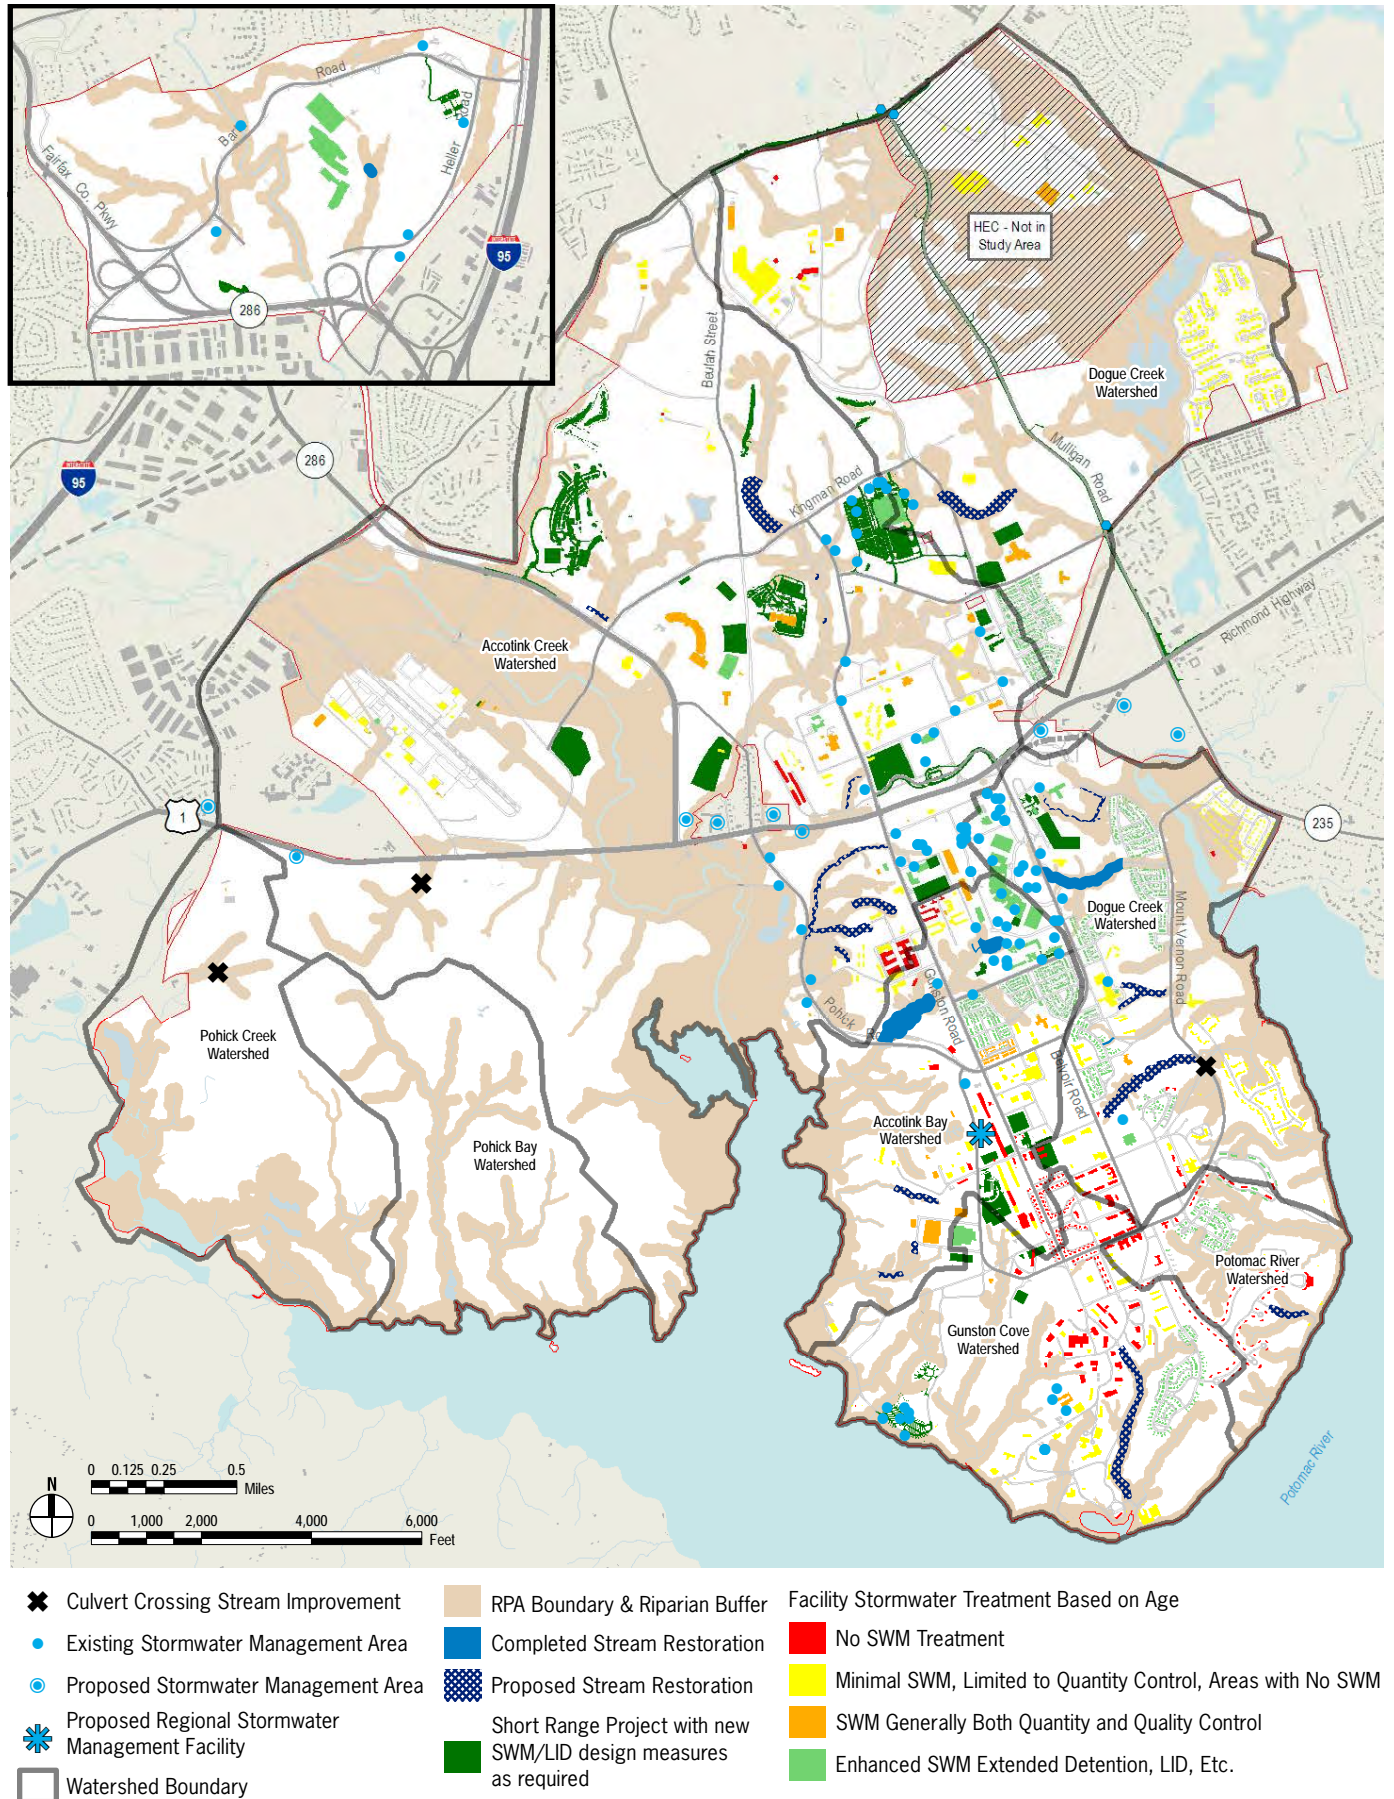 Road
Barta
Road
Heller
Fairfax Co. Pkwy
INTERSTATE
95
286
HEC - Not in
Study Area
Beulah Street
Dogue Creek
Watershed
Mulligan Road
286
INTERSTATE
95
Kingman Road
Richmond Highway
Accotink Creek
Watershed
1
235
Dogue Creek
Watershed
Mount Vernon Road
Gunston Road
Pohick
Pohick Creek
Watershed
Belvoir Road
Accotink Bay
Watershed
Pohick Bay
Watershed
Potomac River
Watershed
Gunston Cove
Watershed
Potomac River
N
0 0.125 0.25 0.5
Miles
0 1,000 2,000 4,000 6,000
Feet
Culvert Crossing Stream Improvement
Existing Stormwater Management Area
Proposed Stormwater Management Area
Proposed Regional Stormwater
Management Facility
Watershed Boundary
RPA Boundary & Riparian Buffer
Completed Stream Restoration
Proposed Stream Restoration
Short Range Project with new
SWM/LID design measures
as required
Facility Stormwater Treatment Based on Age
No SWM Treatment
Minimal SWM, Limited to Quantity Control, Areas with No SWM
SWM Generally Both Quantity and Quality Control
Enhanced SWM Extended Detention, LID, Etc.